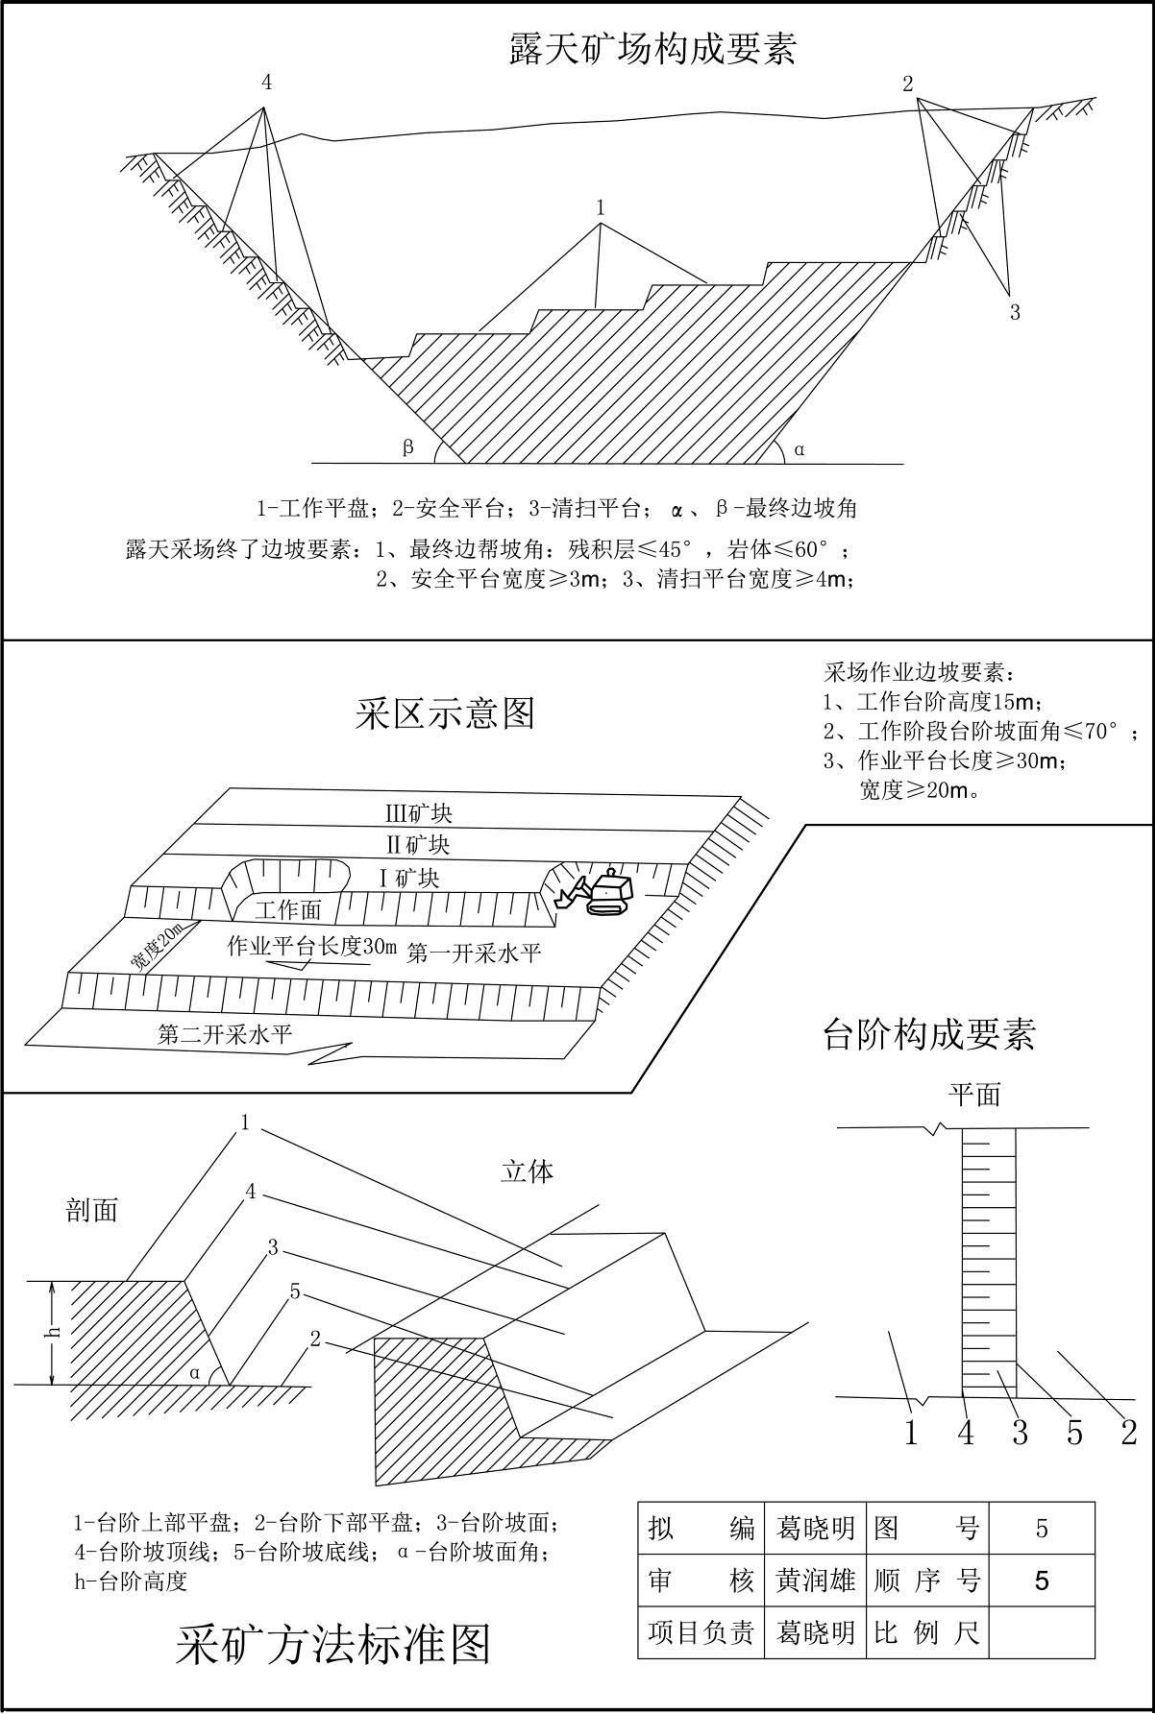 露天矿场构成要素
4
2
1
3
β
α
1-工作平盘；2-安全平台；3-清扫平台；α、β-最终边坡角
露天采场终了边坡要素：1、最终边帮坡角：残积层≤45°，岩体≤60°；
2、安全平台宽度≥3m；3、清扫平台宽度≥4m；
采场作业边坡要素：
1、工作台阶高度15m；
2、工作阶段台阶坡面角≤70°；
3、作业平台长度≥30m；
宽度≥20m。
采区示意图
III矿块
II矿块
I矿块
工作面
宽度20m
作业平台长度30m
第一开采水平
第二开采水平
台阶构成要素
平面
1 4 3 5 2
剖面
立体
1
4
3
5
2
h
α
1-台阶上部平盘；2-台阶下部平盘；3-台阶坡面；
4-台阶坡顶线；5-台阶坡底线；α-台阶坡面角；
h-台阶高度
采矿方法标准图
拟 编 葛晓明 图 号 5
审 核 黄润雄 顺序号 5
项目负责 葛晓明 比例尺